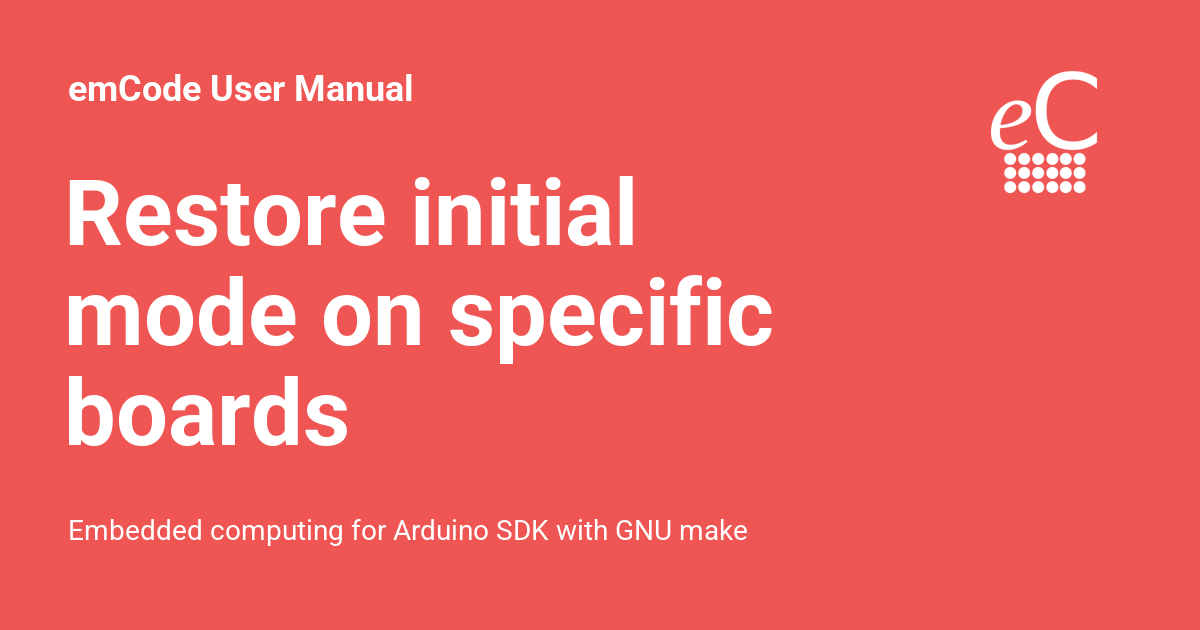 emCode User Manual
eC
Restore initial
mode on specific
boards
Embedded computing for Arduino SDK with GNU make